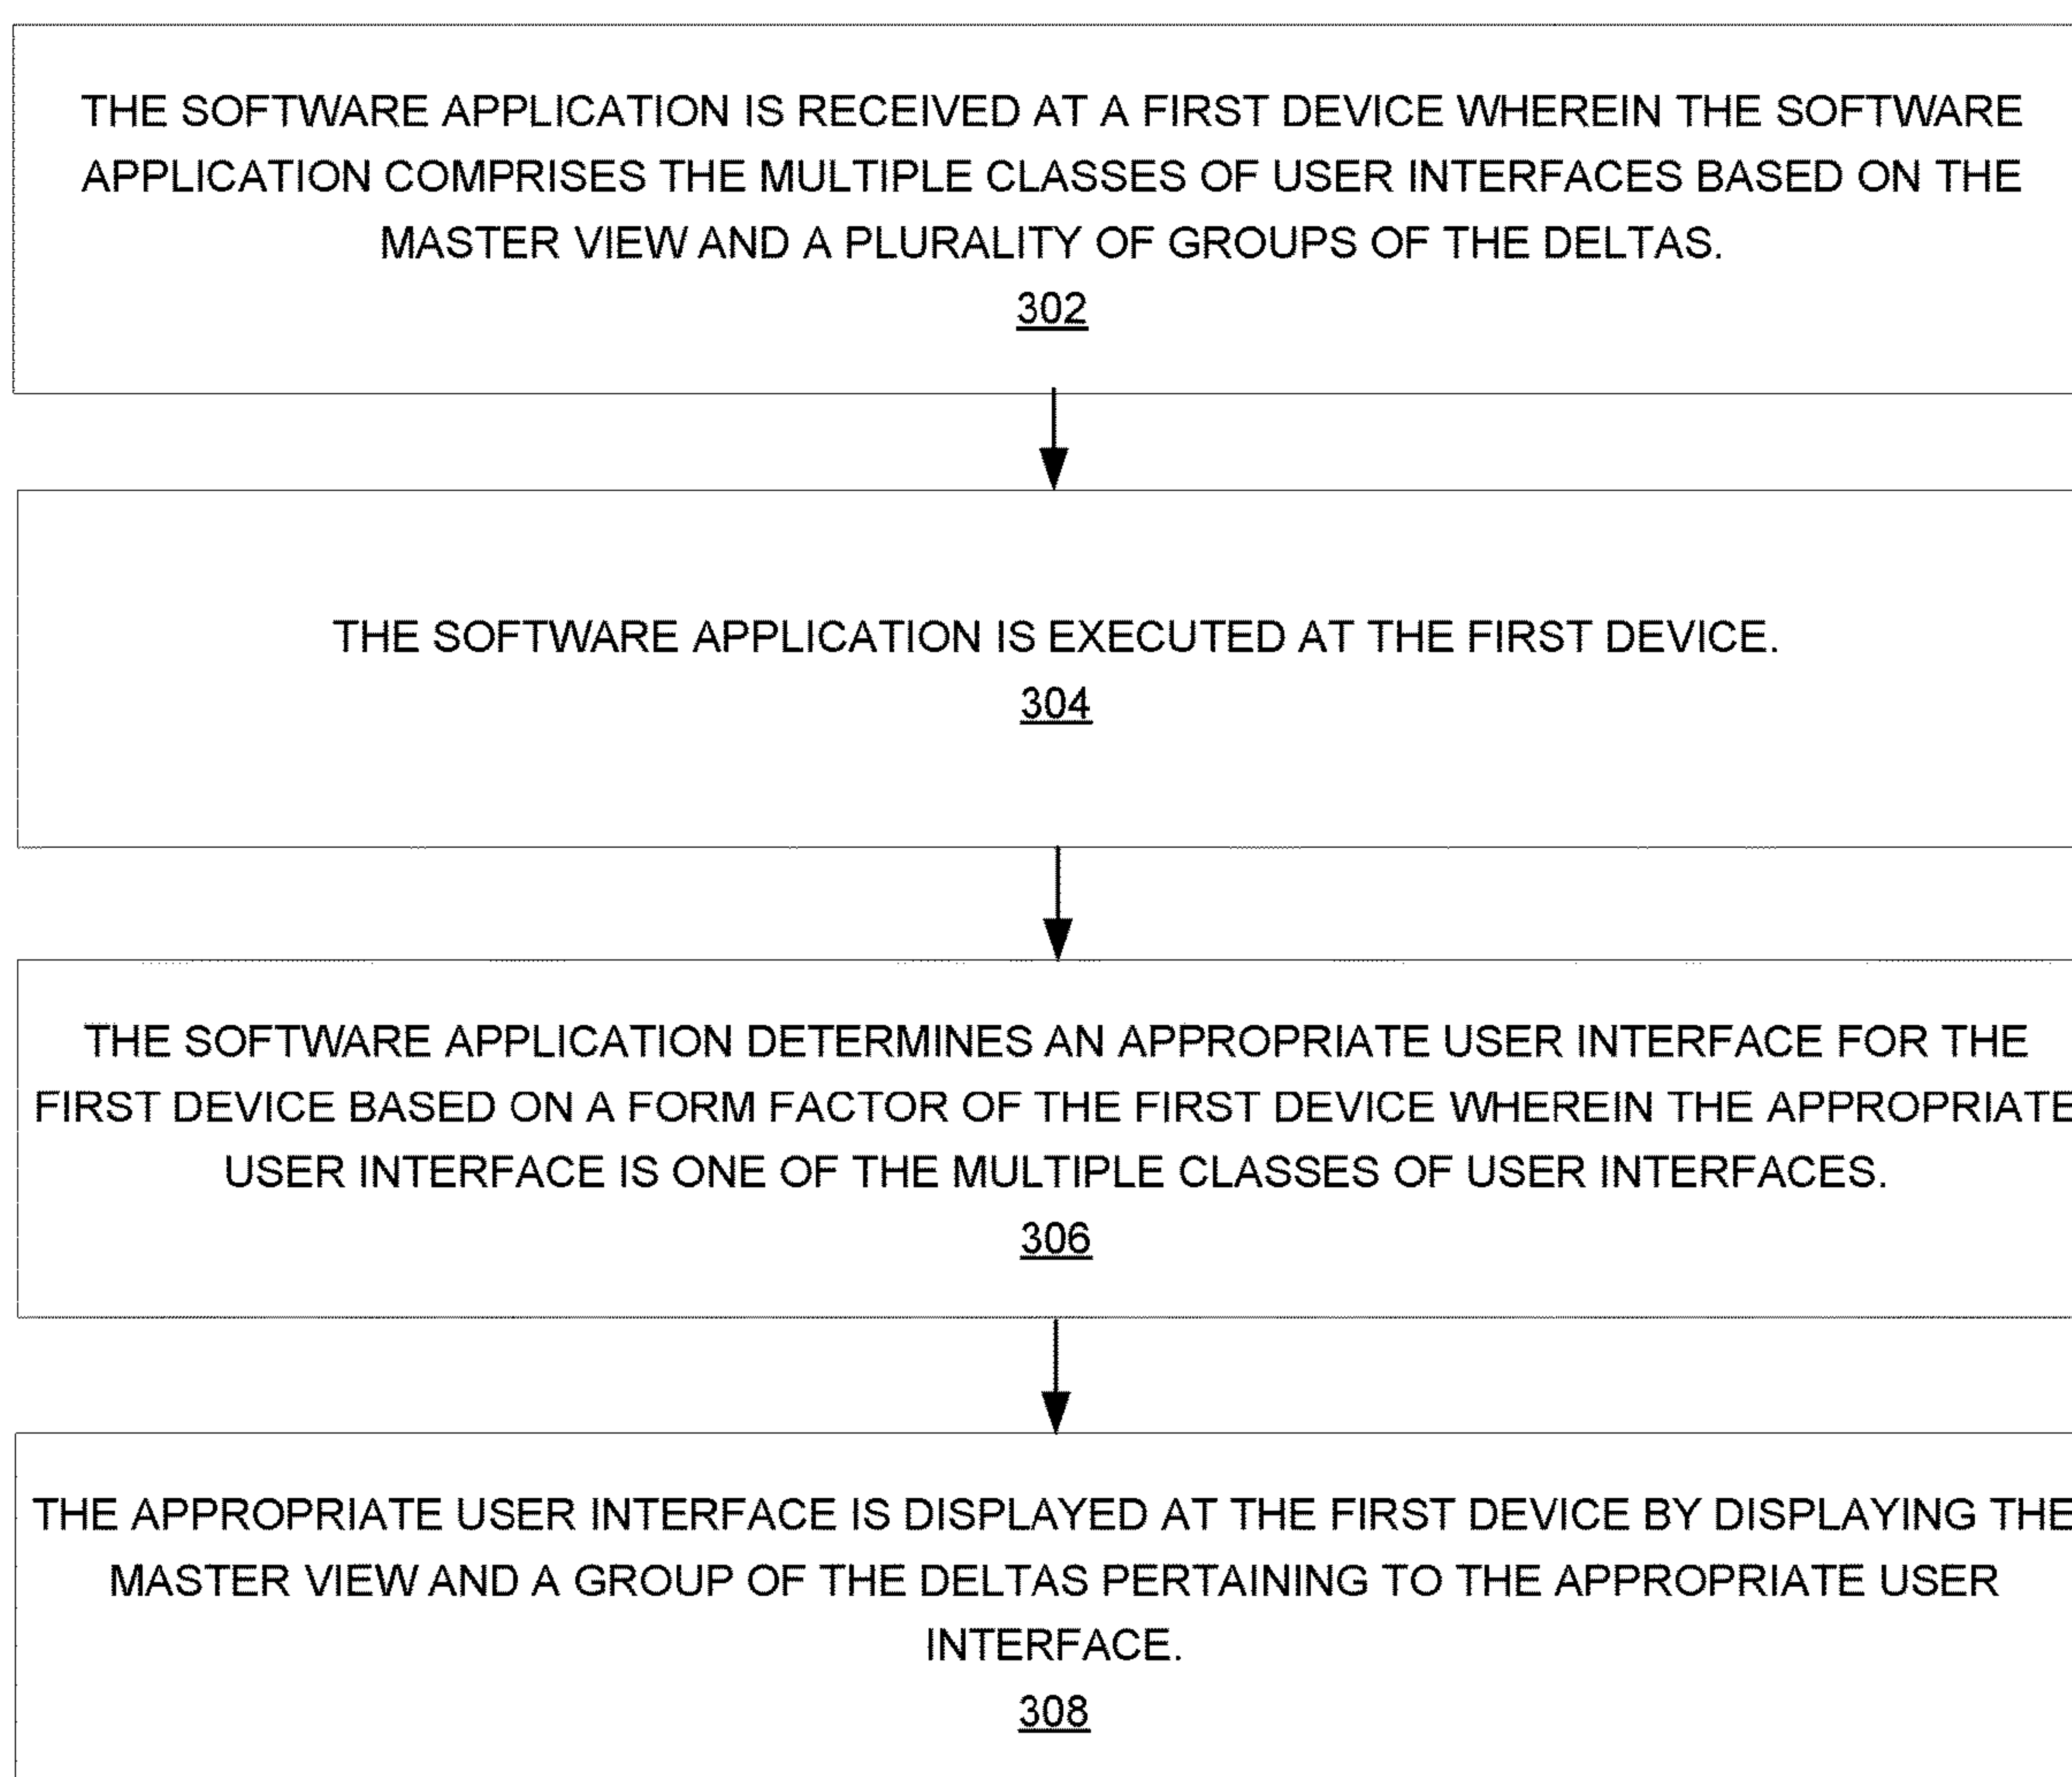 THE SOFTWARE APPLICATION IS RECEIVED AT A FIRST DEVICE WHEREIN THE SOFTWARE
APPLICATION COMPRISES THE MULTIPLE CLASSES OF USER INTERFACES BASED ON THE
MASTER VIEW AND A PLURALITY OF GROUPS OF THE DELTAS.
302
THE SOFTWARE APPLICATION IS EXECUTED AT THE FIRST DEVICE.
304
THE SOFTWARE APPLICATION DETERMINES AN APPROPRIATE USER INTERFACE FOR THE
FIRST DEVICE BASED ON A FORM FACTOR OF THE FIRST DEVICE WHEREIN THE APPROPRIATE
USER INTERFACE IS ONE OF THE MULTIPLE CLASSES OF USER INTERFACES.
306
THE APPROPRIATE USER INTERFACE IS DISPLAYED AT THE FIRST DEVICE BY DISPLAYING THE
MASTER VIEW AND A GROUP OF THE DELTAS PERTAINING TO THE APPROPRIATE USER
INTERFACE.
308